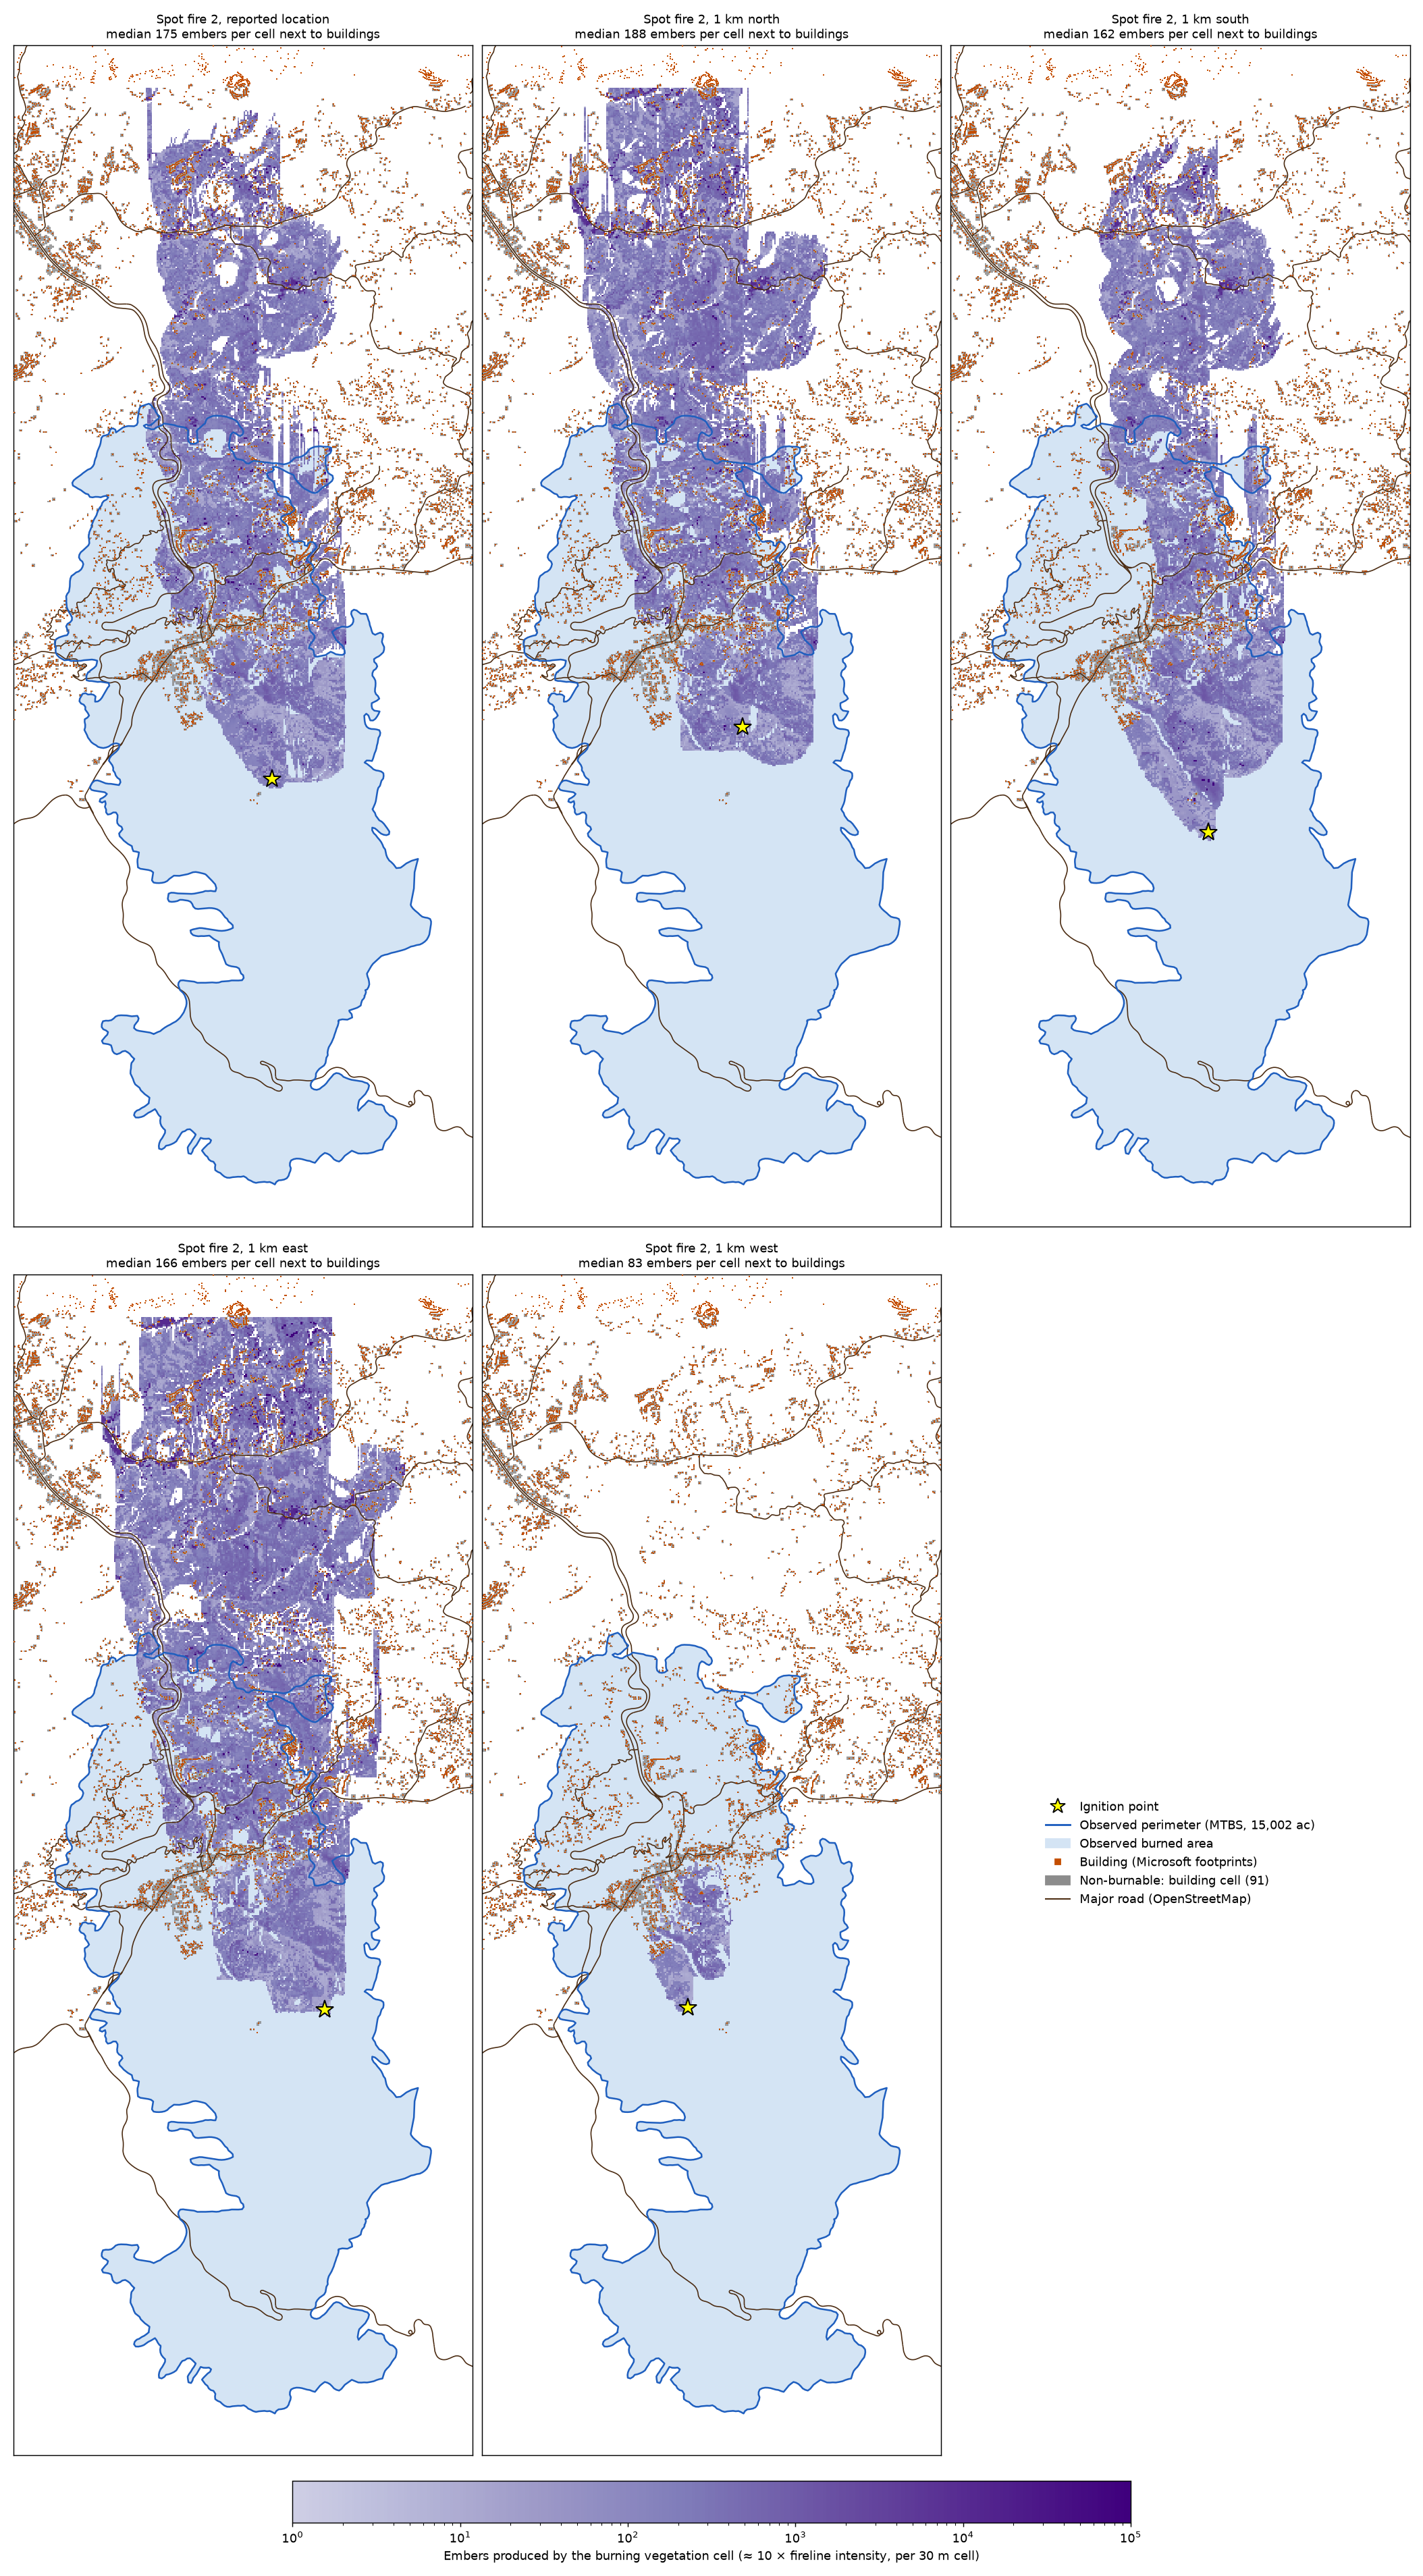 Spot fire 2, reported location
median 175 embers per cell next to buildings
Spot fire 2, 1 km north
median 188 embers per cell next to buildings
Spot fire 2, 1 km south
median 162 embers per cell next to buildings
Spot fire 2, 1 km east
median 166 embers per cell next to buildings
Spot fire 2, 1 km west
median 83 embers per cell next to buildings
Ignition point
Observed perimeter (MTBS, 15,002 ac)
Observed burned area
Building (Microsoft footprints)
Non-burnable: building cell (91)
Major road (OpenStreetMap)
10⁰ 10¹ 10² 10³ 10⁴ 10⁵
Embers produced by the burning vegetation cell (≈ 10 × fireline intensity, per 30 m cell)